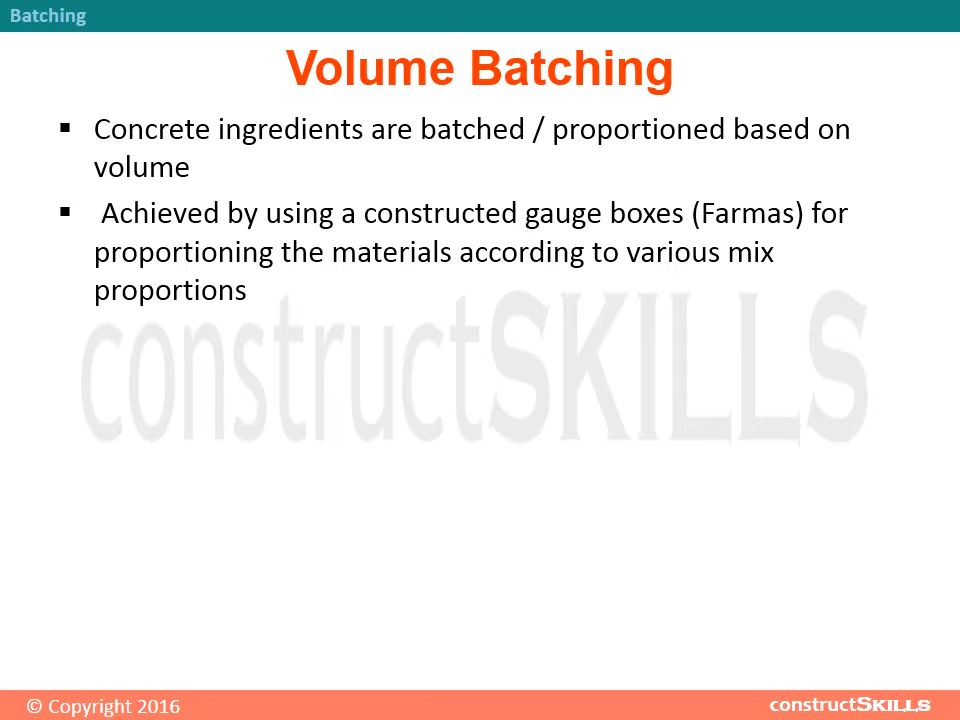 Batching
Volume Batching
▪ Concrete ingredients are batched / proportioned based on
volume
▪ Achieved by using a constructed gauge boxes (Farmas) for
proportioning the materials according to various mix
proportions
constructSKILLS
© Copyright 2016
constructSKILLS